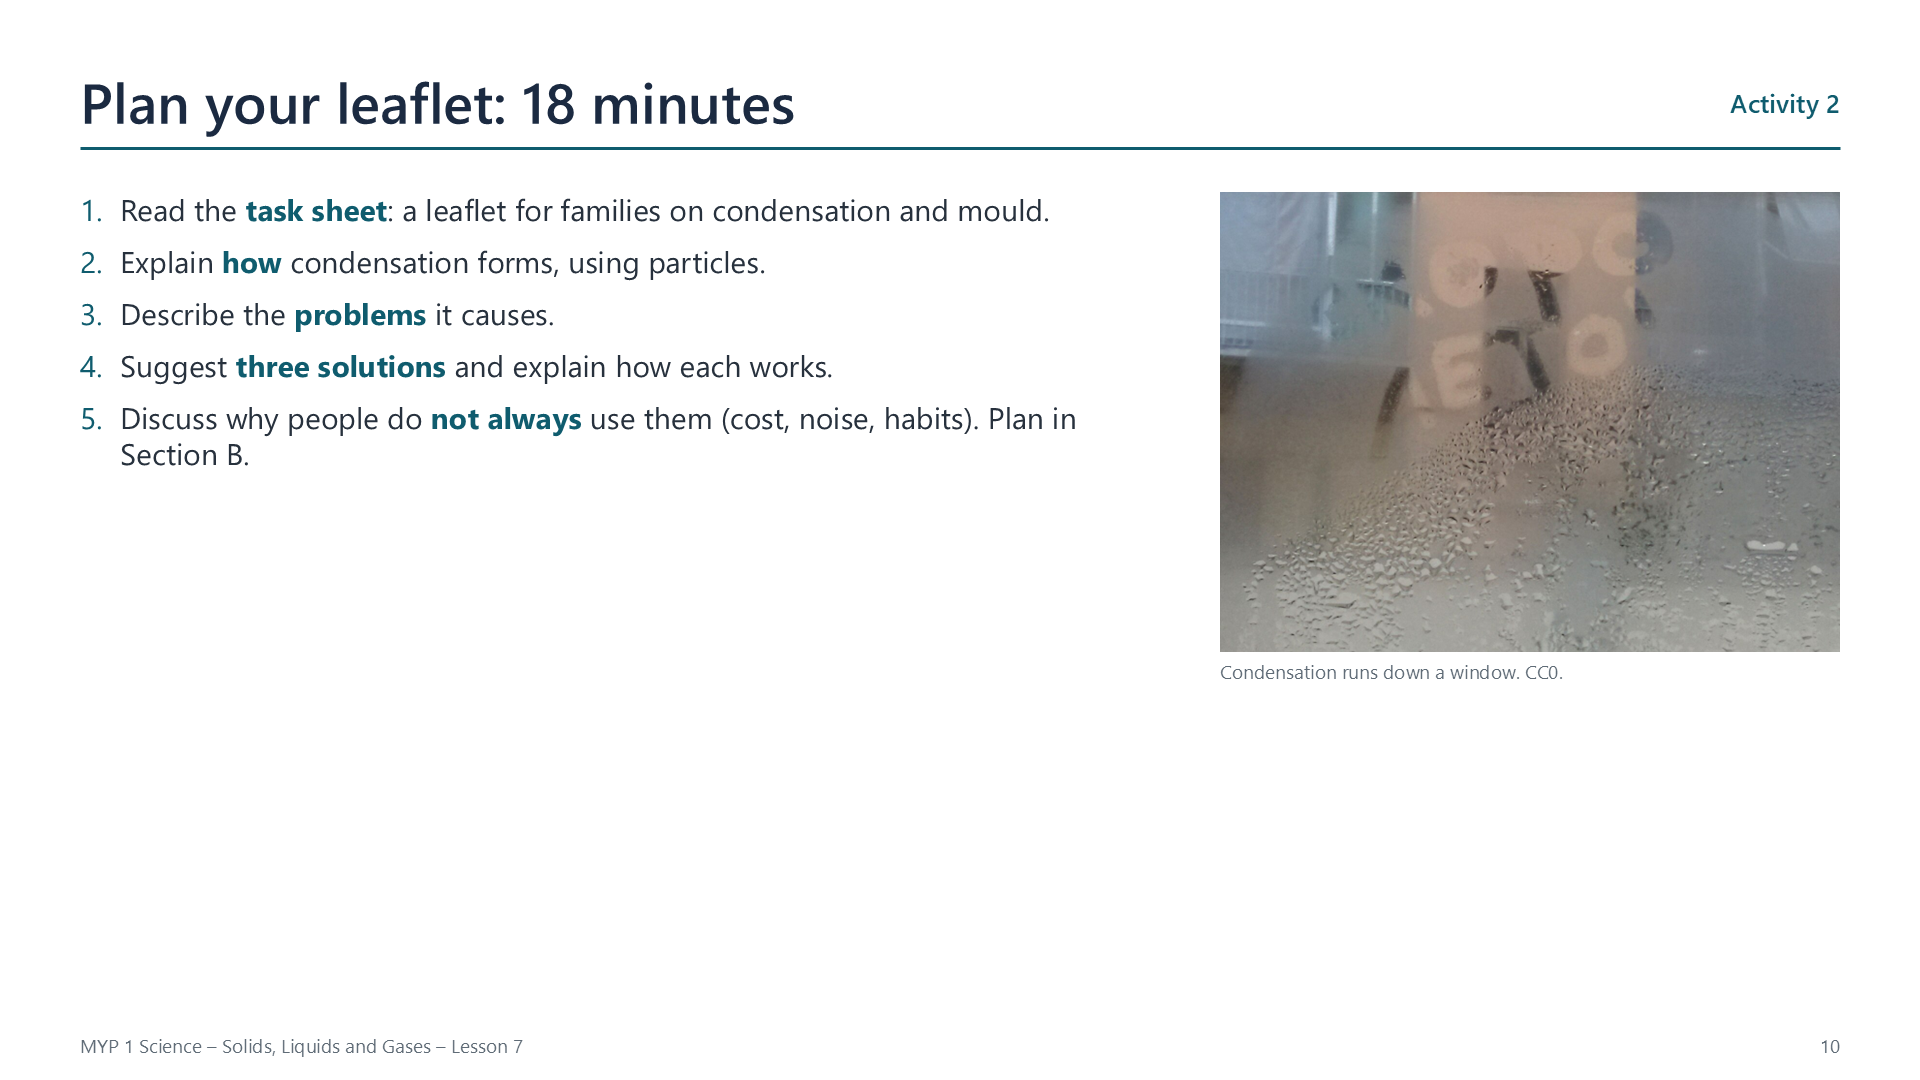 Plan your leaflet: 18 minutes
Activity 2
1. Read the task sheet: a leaflet for families on condensation and mould.
2. Explain how condensation forms, using particles.
3. Describe the problems it causes.
4. Suggest three solutions and explain how each works.
5. Discuss why people do not always use them (cost, noise, habits). Plan in
Section B.
Condensation runs down a window. CC0.
MYP 1 Science – Solids, Liquids and Gases – Lesson 7
10